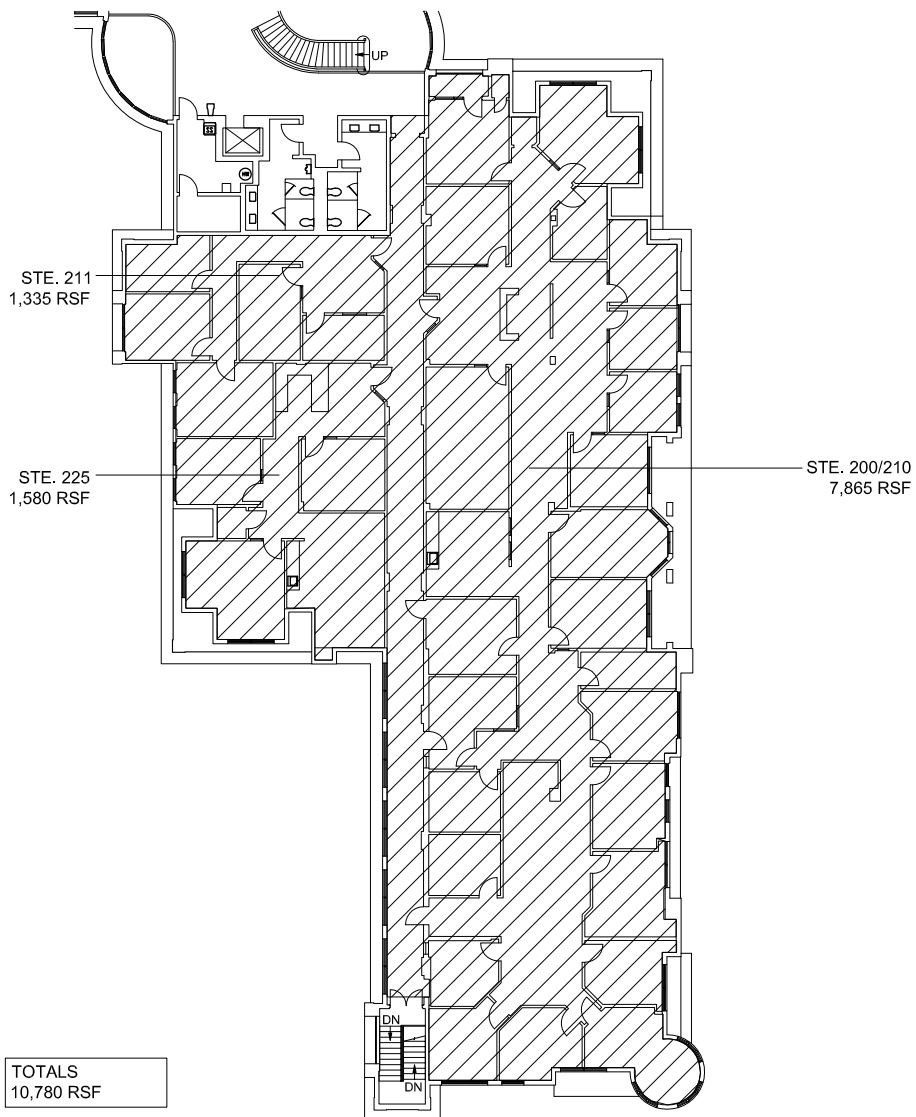 UP
STE. 211
1,335 RSF
STE. 225
1,580 RSF
STE. 200/210
7,865 RSF
DN
DN
TOTALS
10,780 RSF